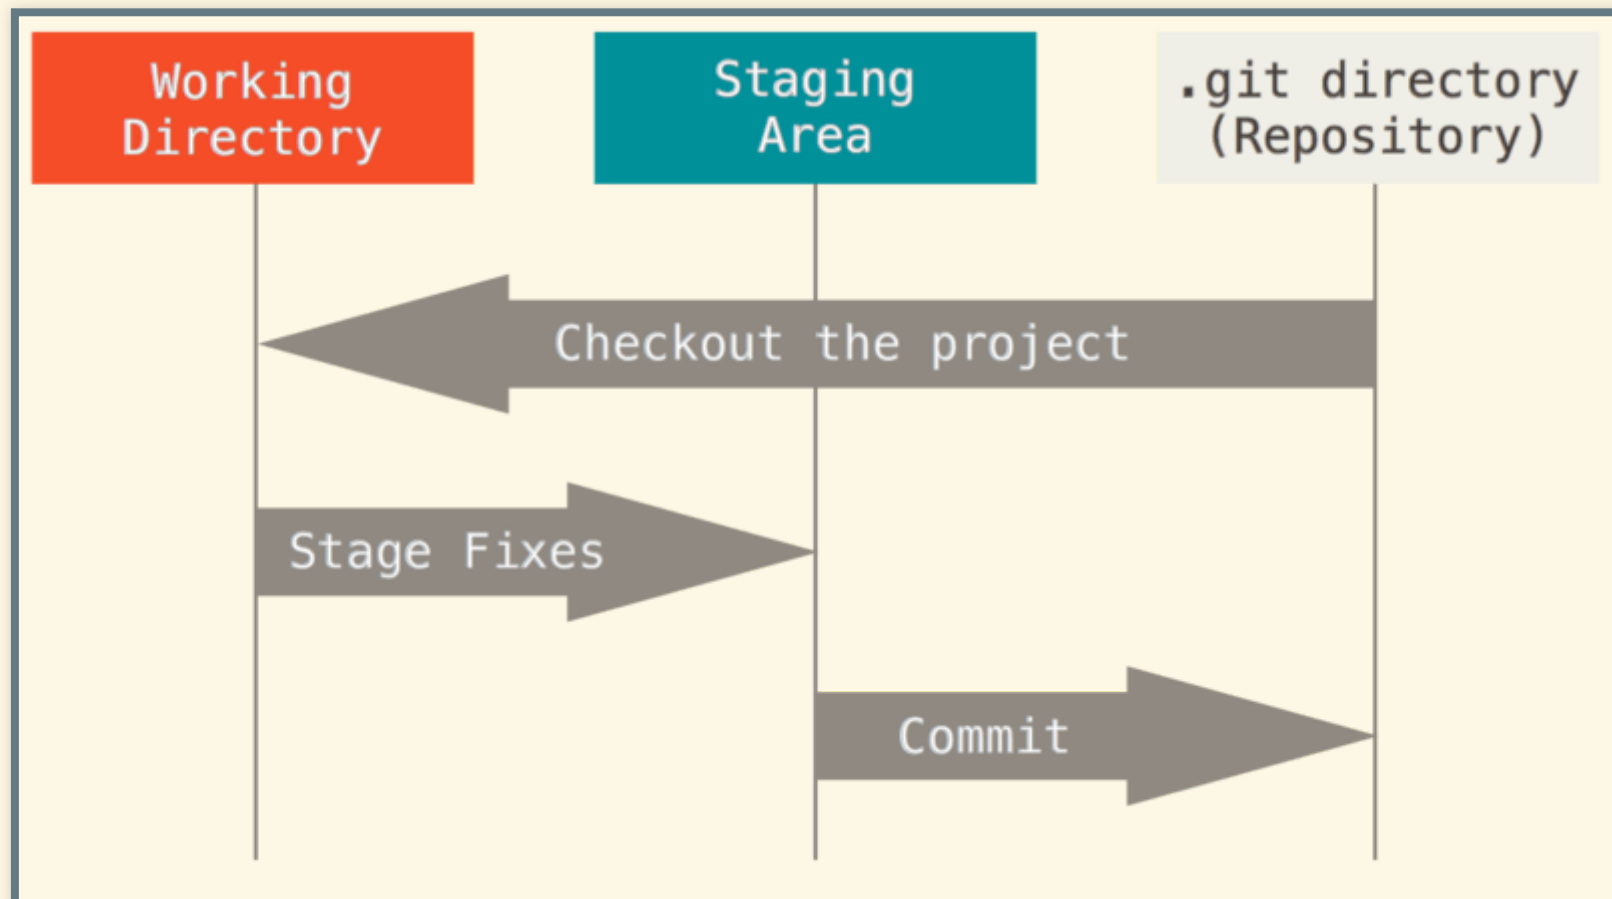 Working
Directory
Staging
Area
.git directory
(Repository)
Checkout the project
Stage Fixes
Commit